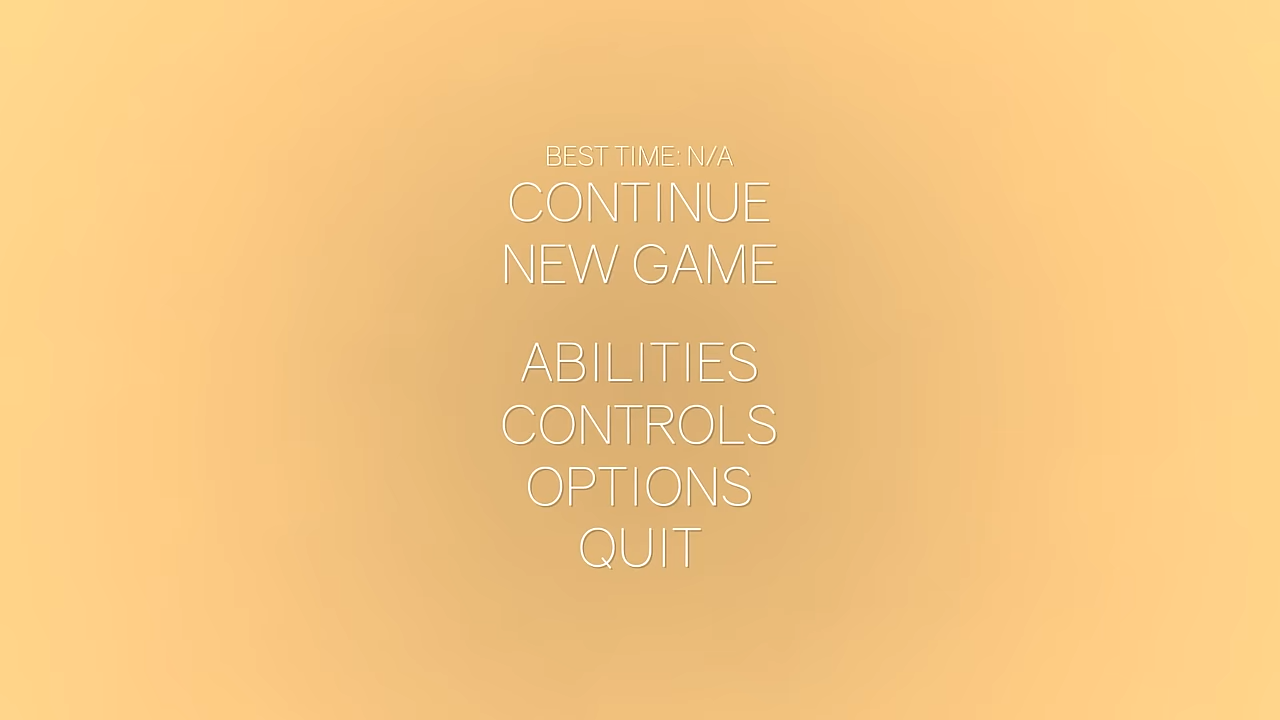 BEST TIME: N/A
CONTINUE
NEW GAME
ABILITIES
CONTROLS
OPTIONS
QUIT